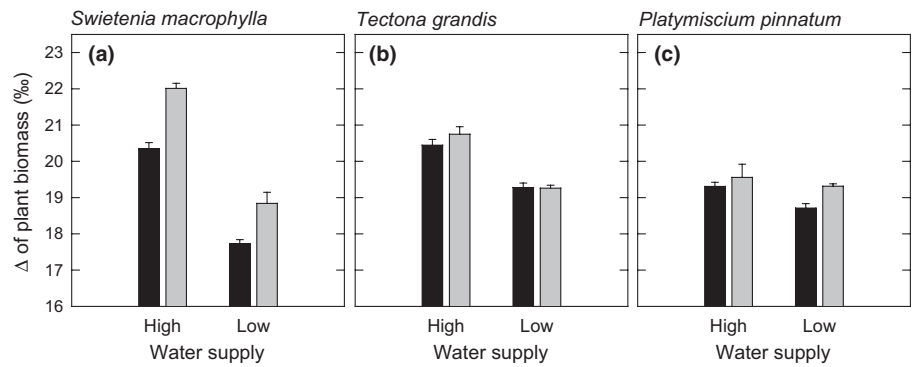 Swietenia macrophylla
Tectona grandis
Platymiscium pinnatum
(a)
(b)
(c)
Δ of plant biomass (‰)
23
22
21
20
19
18
17
16
High Low
High Low
High Low
Water supply
Water supply
Water supply